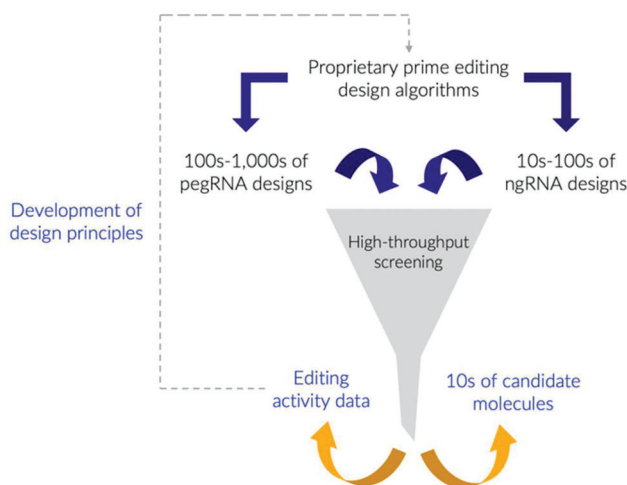 Proprietary prime editing
design algorithms
100s-1,000s of
pegRNA designs
10s-100s of
ngRNA designs
Development of
design principles
High-throughput
screening
Editing
activity data
10s of candidate
molecules